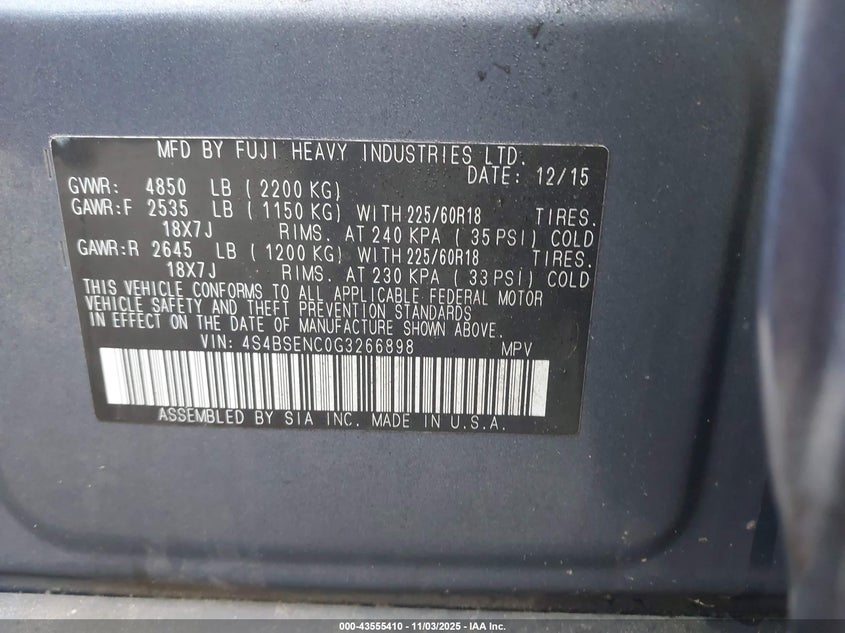 MFD BY FUJI HEAVY INDUSTRIES LTD.
DATE: 12/15
GVWR: 4850 LB ( 2200 KG)
GAWR:F 2535 LB ( 1150 KG) WITH 225/60R18 TIRES.
18X7J RIMS. AT 240 KPA ( 35 PSI) COLD
GAWR:R 2645 LB ( 1200 KG) WITH 225/60R18 TIRES.
18X7J RIMS. AT 230 KPA ( 33 PSI) COLD
THIS VEHICLE CONFORMS TO ALL APPLICABLE FEDERAL MOTOR
VEHICLE SAFETY AND THEFT PREVENTION STANDARDS
IN EFFECT ON THE DATE OF MANUFACTURE SHOWN ABOVE.
VIN: 4S4BSENC0G3266898 MPV
ASSEMBLED BY SIA INC. MADE IN U.S.A.
000-43555410 - 11/03/2025 - IAA Inc.